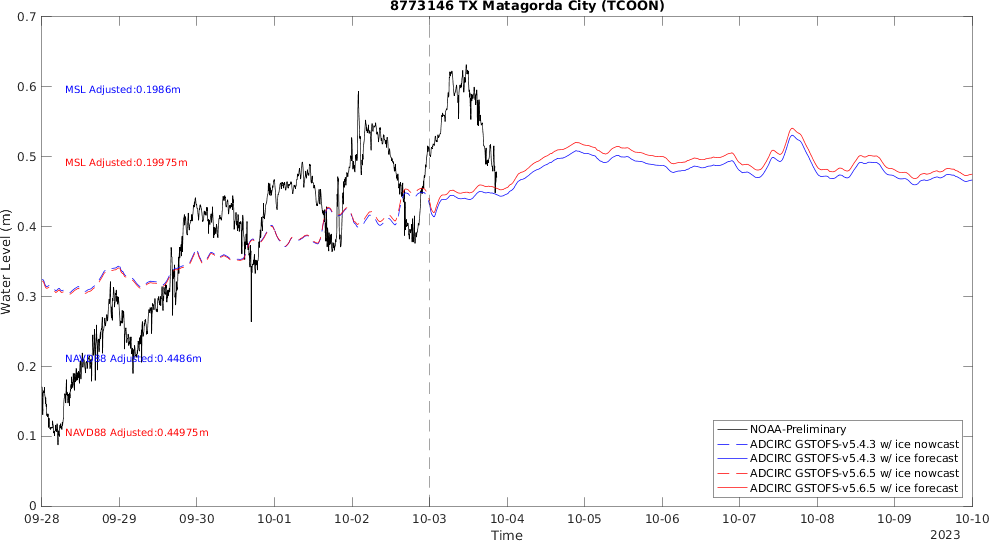 8773146 TX Matagorda City (TCOON)
0.7
0.6
0.5
0.4
0.3
0.2
0.1
0
Water Level (m)
MSL Adjusted:0.1986m
MSL Adjusted:0.19975m
NAVD88 Adjusted:0.4486m
NAVD88 Adjusted:0.44975m
NOAA-Preliminary
ADCIRC GSTOFS-v5.4.3 w/ ice nowcast
ADCIRC GSTOFS-v5.4.3 w/ ice forecast
ADCIRC GSTOFS-v5.6.5 w/ ice nowcast
ADCIRC GSTOFS-v5.6.5 w/ ice forecast
09-28 09-29 09-30 10-01 10-02 10-03 10-04 10-05 10-06 10-07 10-08 10-09 10-10
Time
2023